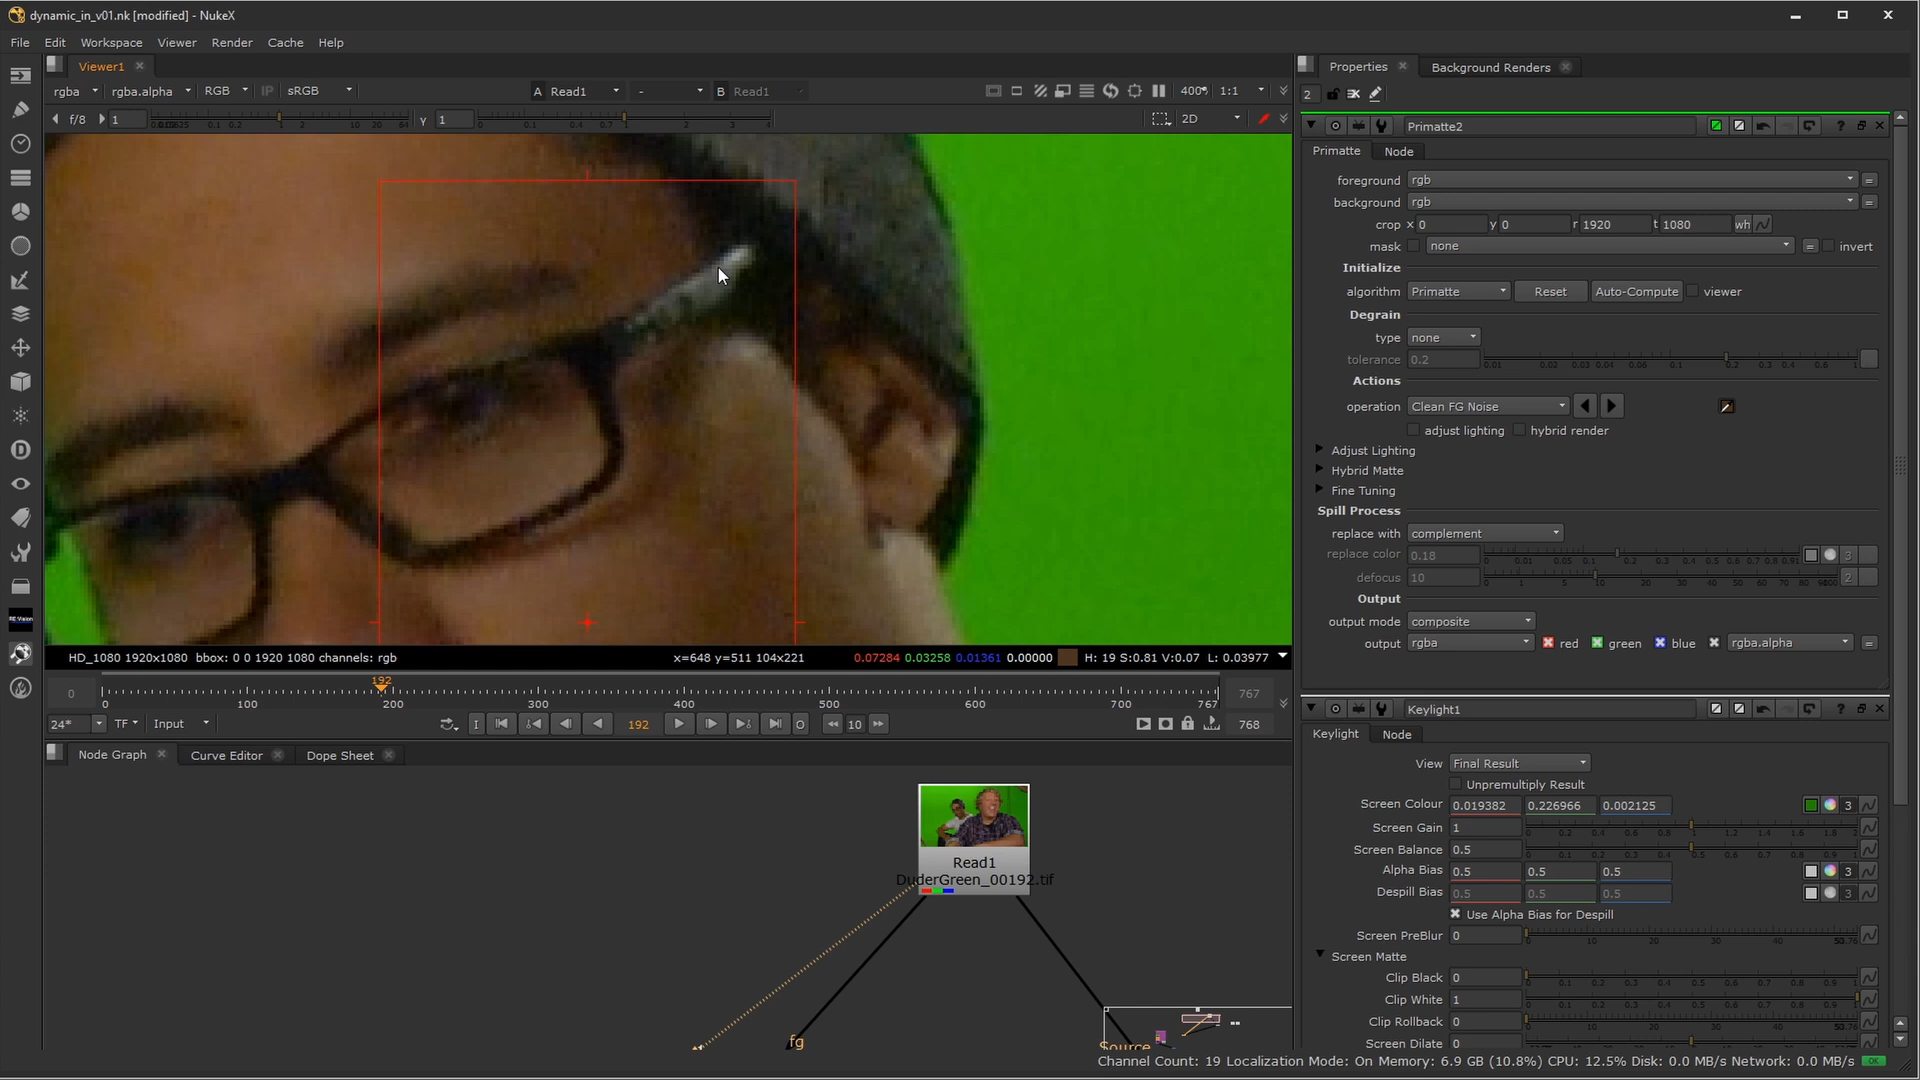 dynamic_in_v01.nk [modified] - NukeX
File Edit Workspace Viewer Render Cache Help
Viewer1
rgba rgba.alpha RGB IP sRGB A Read1 - B Read1 400% 1:1
f/8 1 y 1 2D
HD_1080 1920x1080 bbox: 0 0 1920 1080 channels: rgb x=648 y=511 104x221 0.07284 0.03258 0.01361 0.00000 H: 19 S:0.81 V:0.07 L: 0.03977
192
0 767
0 100 200 300 400 500 600 700 767
24* TF Input I 192 O 10 768
Node Graph Curve Editor Dope Sheet
Read1
DuderGreen_00192.tif
fg
Source
Properties Background Renders
2
Primatte2
Primatte Node
foreground rgb =
background rgb =
crop x 0 y 0 r 1920 t 1080 wh
mask none = invert
Initialize
algorithm Primatte Reset Auto-Compute viewer
Degrain
type none
tolerance 0.2
Actions
operation Clean FG Noise
adjust lighting hybrid render
Adjust Lighting
Hybrid Matte
Fine Tuning
Spill Process
replace with complement
replace color 0.18 3
defocus 10 2
Output
output mode composite
output rgba red green blue rgba.alpha =
Keylight1
Keylight Node
View Final Result
Unpremultiply Result
Screen Colour 0.019382 0.226966 0.002125 3
Screen Gain 1
Screen Balance 0.5
Alpha Bias 0.5 0.5 0.5 3
Despill Bias 0.5 0.5 0.5 3
Use Alpha Bias for Despill
Screen PreBlur 0
Screen Matte
Clip Black 0
Clip White 1
Clip Rollback 0
Screen Dilate 0
Channel Count: 19 Localization Mode: On Memory: 6.9 GB (10.8%) CPU: 12.5% Disk: 0.0 MB/s Network: 0.0 MB/s OK